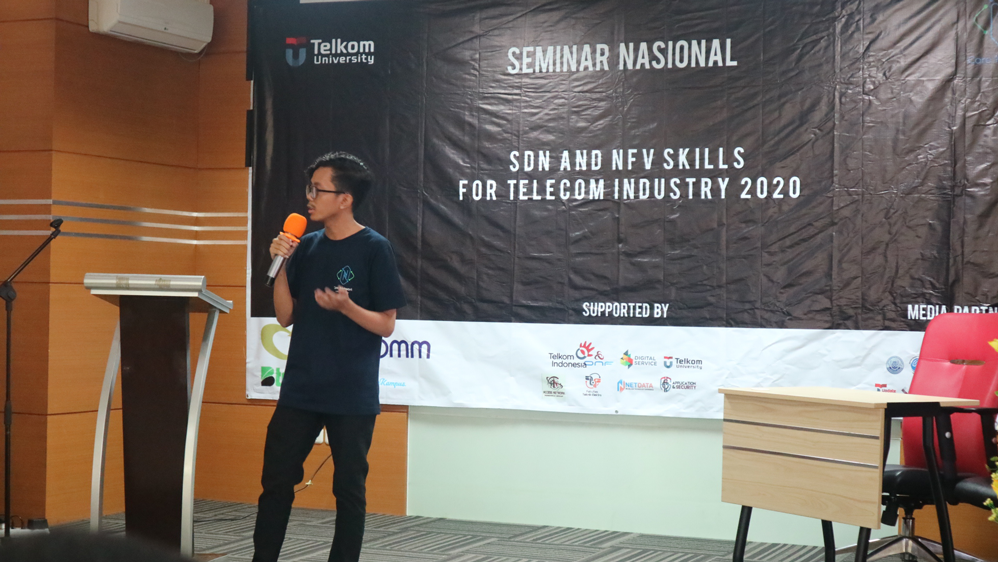 Telkom
University
SEMINAR NASIONAL
SDN AND NFV SKILLS
FOR TELECOM INDUSTRY 2020
SUPPORTED BY
MEDIA PARTN
omm
Telkom
Indonesia
&
DIGITAL
SERVICE
Telkom
University
NETDATA
APPLICATION
& SECURITY